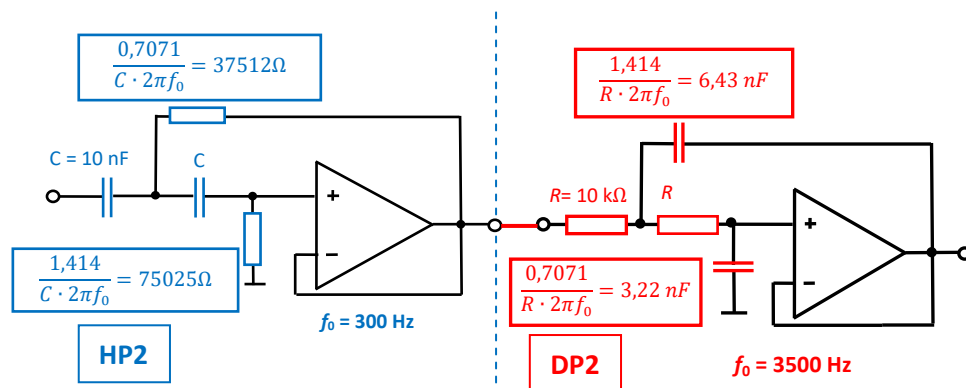 0,7071
C · 2πf₀ = 37512Ω
C = 10 nF
C
+
−
1,414
C · 2πf₀ = 75025Ω
f₀ = 300 Hz
HP2
1,414
R · 2πf₀ = 6,43 nF
R= 10 kΩ
R
+
−
0,7071
R · 2πf₀ = 3,22 nF
DP2
f₀ = 3500 Hz